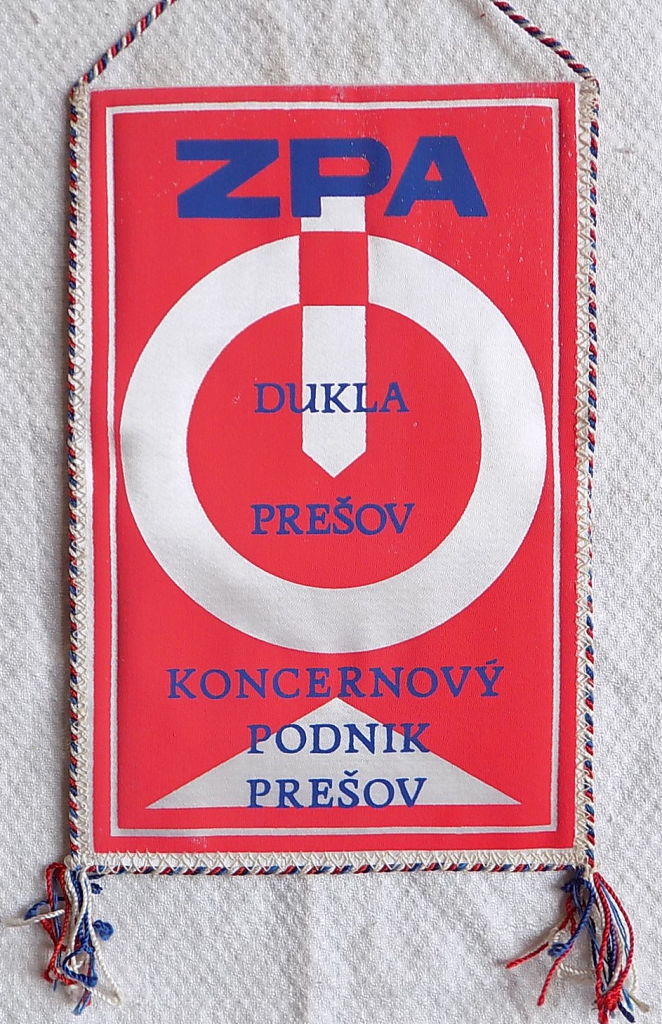 ZPA
DUKLA
PREŠOV
KONCERNOVÝ
PODNIK
PREŠOV